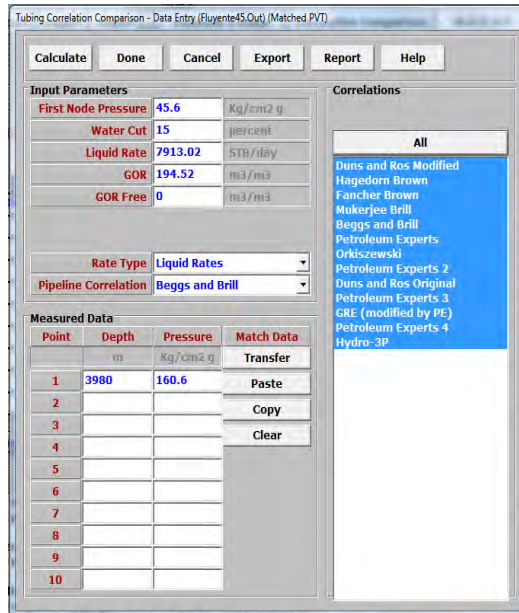 Tubing Correlation Comparison - Data Entry (Fluyente45.Out) (Matched PVT)
Calculate Done Cancel Export Report Help
Input Parameters
First Node Pressure 45.6 Kg/cm2 g
Water Cut 15 percent
Liquid Rate 7913.02 STB/day
GOR 194.52 m3/m3
GOR Free 0 m3/m3
Rate Type Liquid Rates
Pipeline Correlation Beggs and Brill
Correlations
All
Duns and Ros Modified
Hagedorn Brown
Fancher Brown
Mukerjee Brill
Beggs and Brill
Petroleum Experts
Orkiszewski
Petroleum Experts 2
Duns and Ros Original
Petroleum Experts 3
GRE (modified by PE)
Petroleum Experts 4
Hydro-3P
Measured Data
Point Depth Pressure Match Data
m Kg/cm2 g Transfer
1 3980 160.6 Paste
2 Copy
3 Clear
4
5
6
7
8
9
10